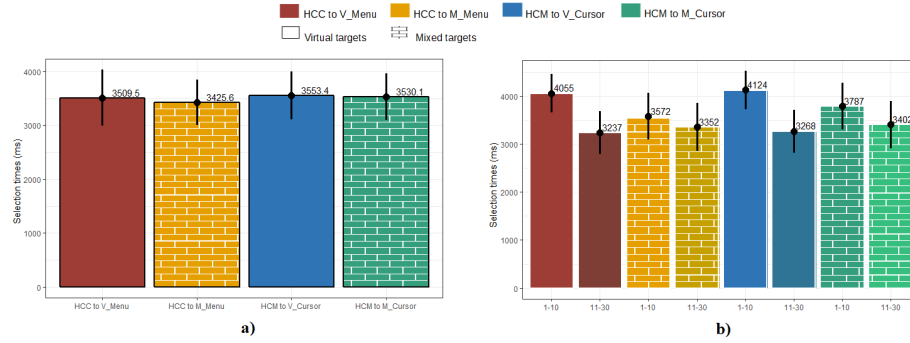 HCC to V_Menu HCC to M_Menu HCM to V_Cursor HCM to M_Cursor
Virtual targets Mixed targets
Selection times (ms)
4000
3000
2000
1000
0
3509.5 3425.6 3553.4 3530.1
HCC to V_Menu HCC to M_Menu HCM to V_Cursor HCM to M_Cursor
a)
Selection times (ms)
4000
3000
2000
1000
0
4055 3237 3572 3352 4124 3268 3787 3402
1-10 11-30 1-10 11-30 1-10 11-30 1-10 11-30
b)